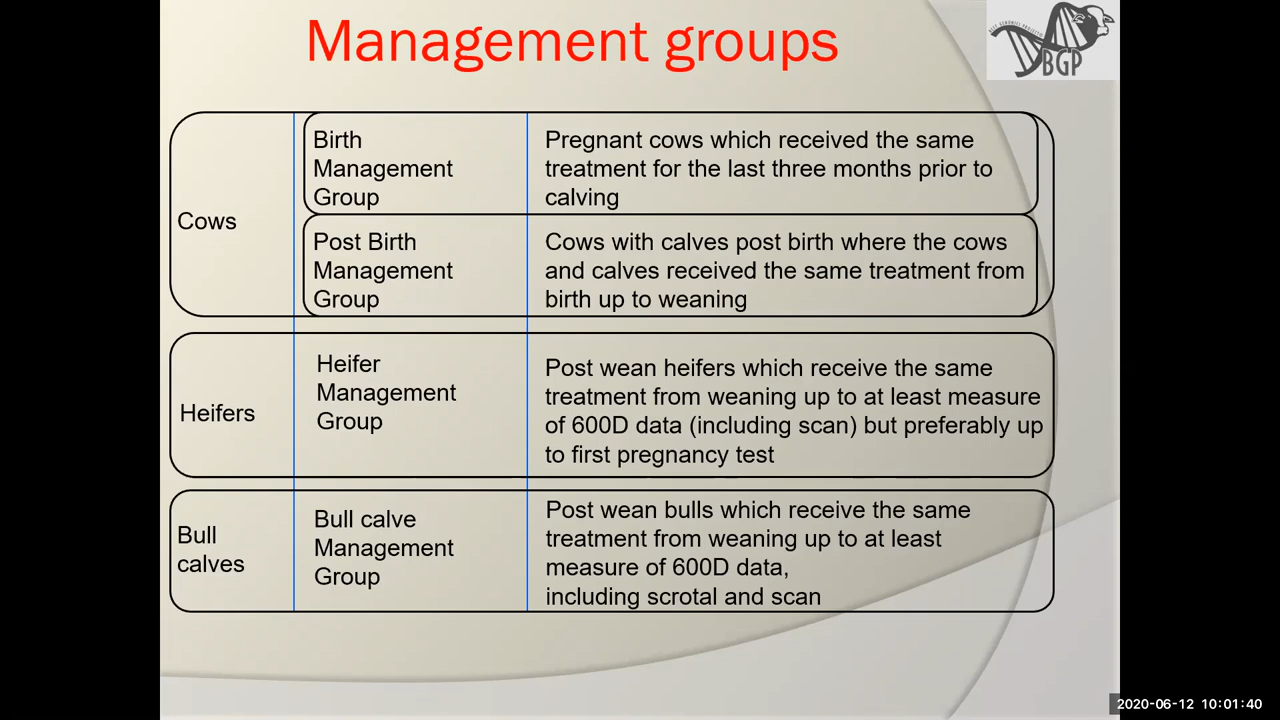 Management groups
BEEF GENOMICS PROJECT
BGP
Cows
Birth
Management
Group
Pregnant cows which received the same
treatment for the last three months prior to
calving
Post Birth
Management
Group
Cows with calves post birth where the cows
and calves received the same treatment from
birth up to weaning
Heifers
Heifer
Management
Group
Post wean heifers which receive the same
treatment from weaning up to at least measure
of 600D data (including scan) but preferably up
to first pregnancy test
Bull
calves
Bull calve
Management
Group
Post wean bulls which receive the same
treatment from weaning up to at least
measure of 600D data,
including scrotal and scan
2020-06-12 10:01:40